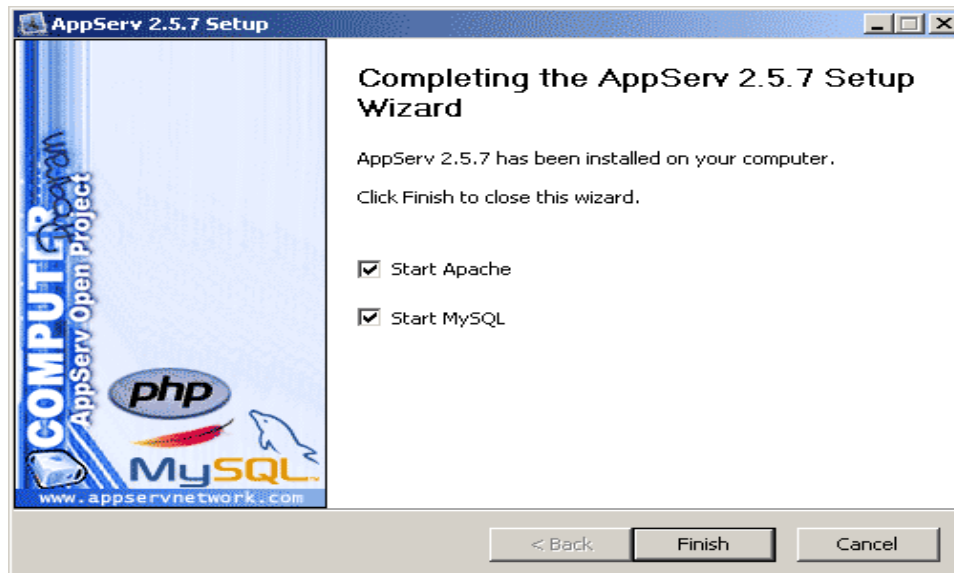 AppServ 2.5.7 Setup
Completing the AppServ 2.5.7 Setup
Wizard
AppServ 2.5.7 has been installed on your computer.
Click Finish to close this wizard.
Start Apache
Start MySQL
COMPUTER
Program
AppServ Open Project
php
MySQL
www.appservnetwork.com
< Back
Finish
Cancel